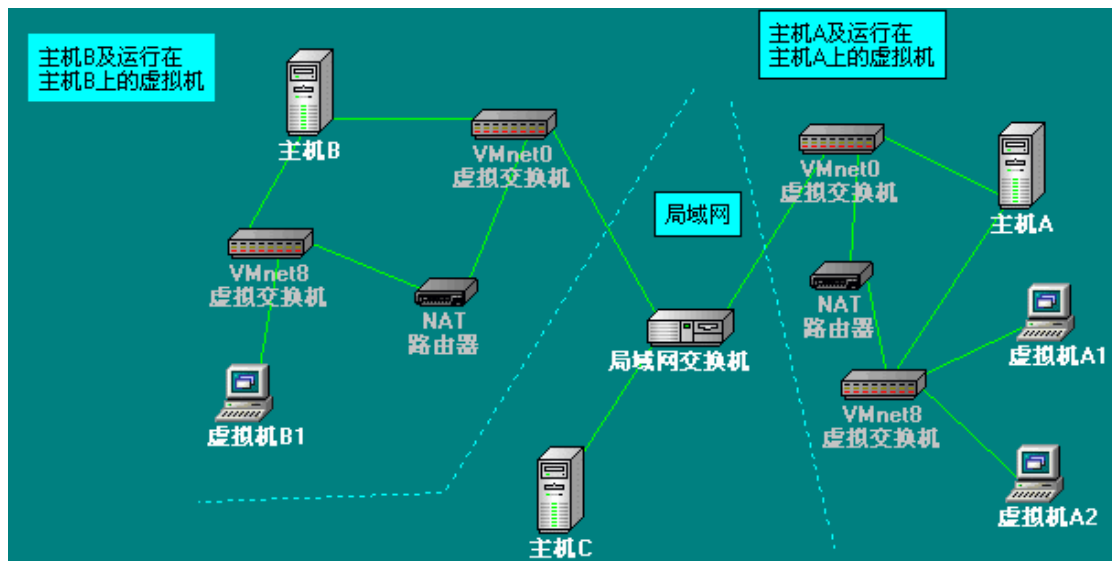 主机B及运行在
主机B上的虚拟机
主机A及运行在
主机A上的虚拟机
主机B
VMnet0
虚拟交换机
VMnet0
虚拟交换机
局域网
主机A
VMnet8
虚拟交换机
NAT
路由器
NAT
路由器
局域网交换机
虚拟机A1
VMnet8
虚拟交换机
虚拟机B1
虚拟机A2
主机C